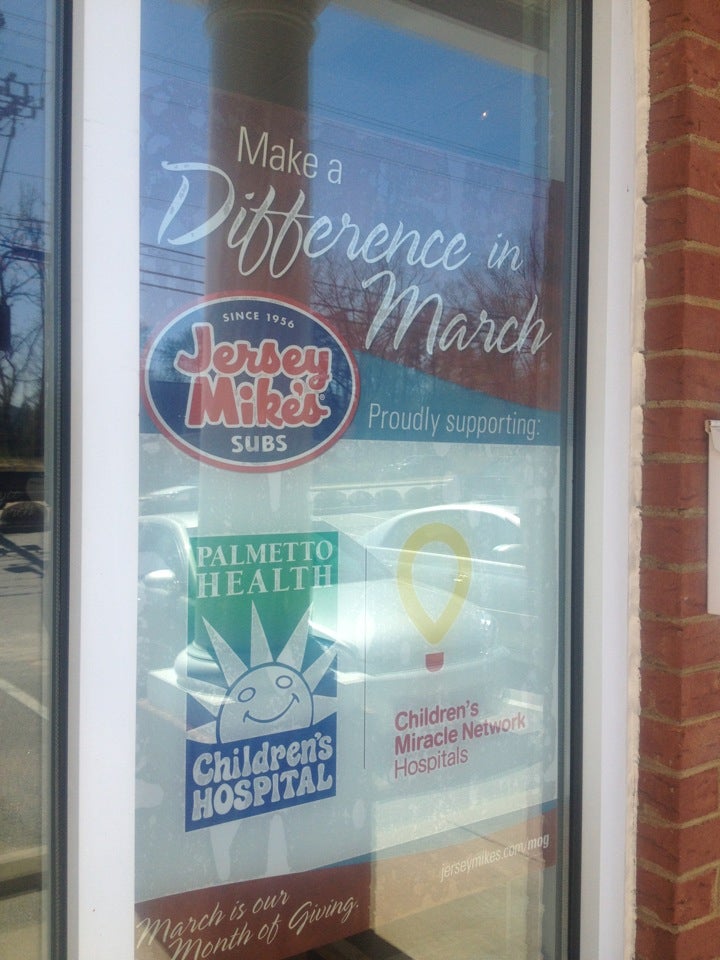 Make a
Difference in
March
SINCE 1956
Jersey
Mike's
SUBS
Proudly supporting:
PALMETTO
HEALTH
Children's
HOSPITAL
Children's
Miracle Network
Hospitals
jerseymikes.com/mog
March is our
Month of Giving.